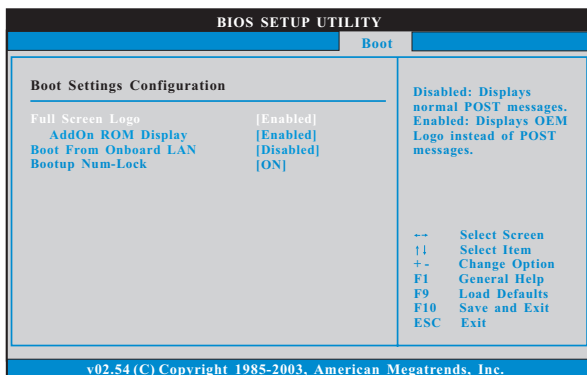 BIOS SETUP UTILITY
Boot
Boot Settings Configuration
Full Screen Logo [Enabled]
AddOn ROM Display [Enabled]
Boot From Onboard LAN [Disabled]
Bootup Num-Lock [ON]
Disabled: Displays
normal POST messages.
Enabled: Displays OEM
Logo instead of POST
messages.
←→ Select Screen
↑↓ Select Item
+ - Change Option
F1 General Help
F9 Load Defaults
F10 Save and Exit
ESC Exit
v02.54 (C) Copyright 1985-2003, American Megatrends, Inc.